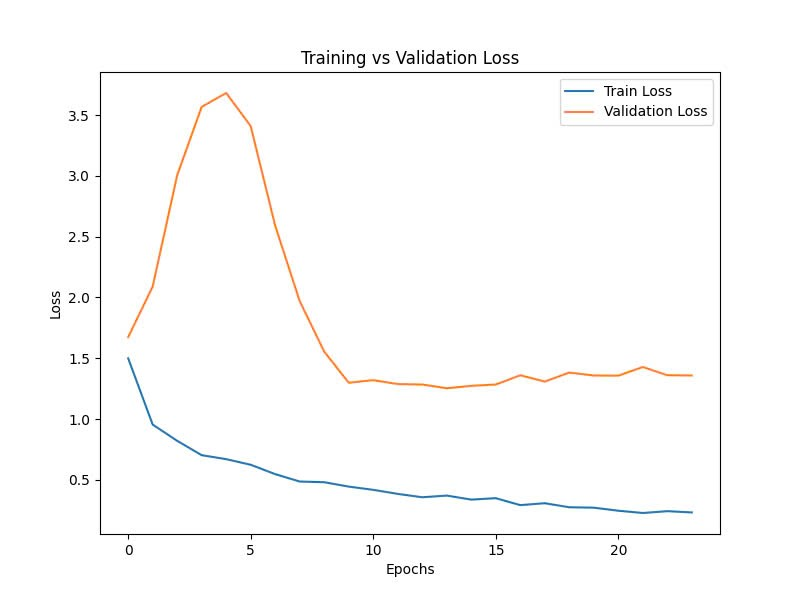 Training vs Validation Loss
Train Loss
Validation Loss
3.5
3.0
2.5
2.0
1.5
1.0
0.5
Loss
0 5 10 15 20
Epochs